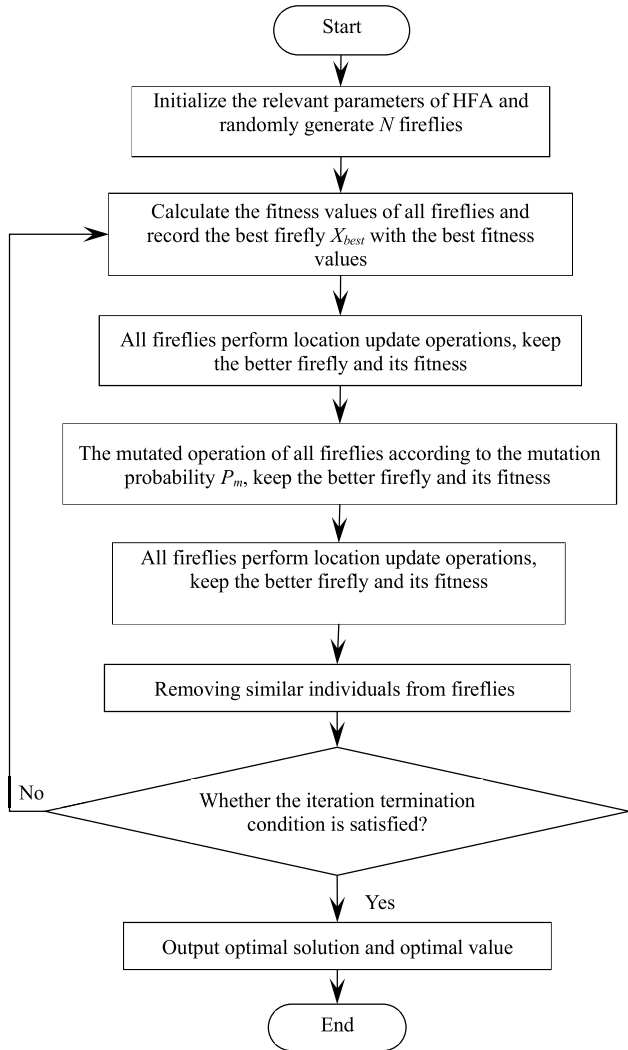 Start
Initialize the relevant parameters of HFA and
randomly generate N fireflies
Calculate the fitness values of all fireflies and
record the best firefly Xbest with the best fitness
values
All fireflies perform location update operations, keep
the better firefly and its fitness
The mutated operation of all fireflies according to the mutation
probability Pm, keep the better firefly and its fitness
All fireflies perform location update operations,
keep the better firefly and its fitness
Removing similar individuals from fireflies
No
Whether the iteration termination
condition is satisfied?
Yes
Output optimal solution and optimal value
End